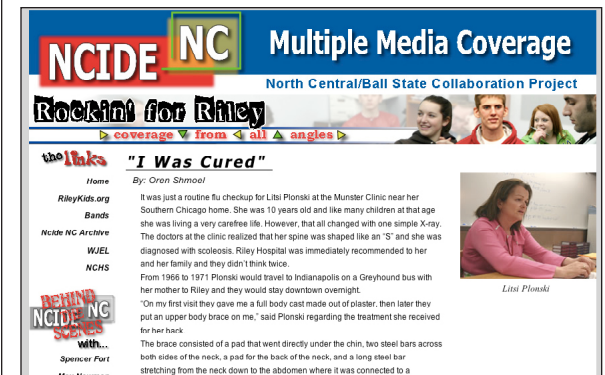 NCIDE NC
Multiple Media Coverage
North Central/Ball State Collaboration Project
Rockin' for Riley
coverage from all angles
the links
Home
RileyKids.org
Bands
Ncide NC Archive
WJEL
NCHS
BEHIND
THE
SCENES
NCIDE NC
with...
Spencer Fort
"I Was Cured"
By: Oron Shmoel
It was just a routine flu checkup for Litsi Plonski at the Munster Clinic near her
Southern Chicago home. She was 10 years old and like many children at that age
she was living a very carefree life. However, that all changed with one simple X-ray.
The doctors at the clinic realized that her spine was shaped like an “S” and she was
diagnosed with scoleosis. Riley Hospital was immediately recommended to her
and her family and they didn't think twice.
From 1966 to 1971 Plonski would travel to Indianapolis on a Greyhound bus with
her mother to Riley and they would stay downtown overnight.
“On my first visit they gave me a full body cast made out of plaster. then later they
put an upper body brace on me,” said Plonski regarding the treatment she received
for her back.
The brace consisted of a pad that went directly under the chin, two steel bars across
both sides of the neck, a pad for the back of the neck, and a long steel bar
stretching from the neck down to the abdomen where it was connected to a
Litsi Plonski